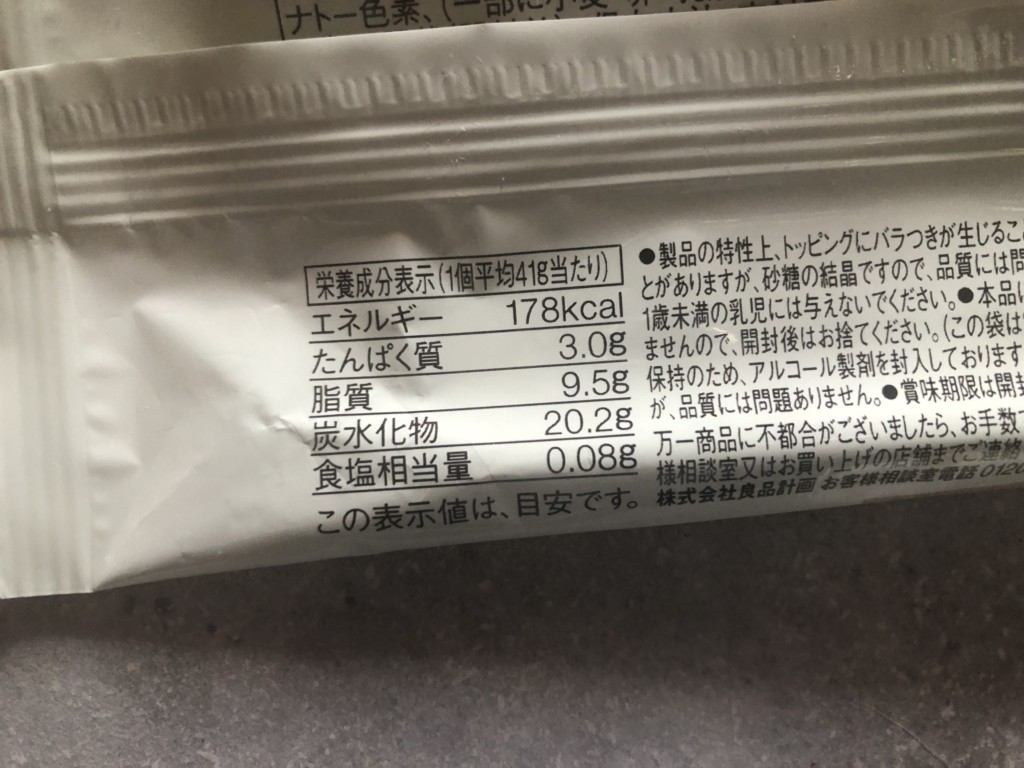 ナトー色素、(一部に小麦・卵・
栄養成分表示(1個平均41g当たり)
エネルギー 178kcal
たんぱく質 3.0g
脂質 9.5g
炭水化物 20.2g
食塩相当量 0.08g
この表示値は、目安です。
●製品の特性上、トッピングにバラつきが生じるこ
とがありますが、砂糖の結晶ですので、品質には問
1歳未満の乳児には与えないでください。●本品
ませんので、開封後はお捨てください。(この袋は
保持のため、アルコール製剤を封入しております
が、品質には問題ありません。●賞味期限は開封
万一商品に不都合がございましたら、お手数
様相談室又はお買い上げの店舗までご連絡
株式会社良品計画 お客様相談室電話 0120